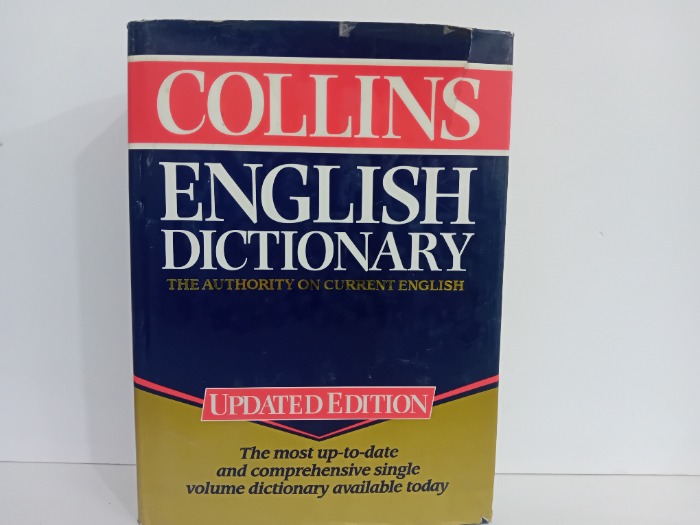 COLLINS
ENGLISH
DICTIONARY
THE AUTHORITY ON CURRENT ENGLISH
UPDATED EDITION
The most up-to-date
and comprehensive single
volume dictionary available today